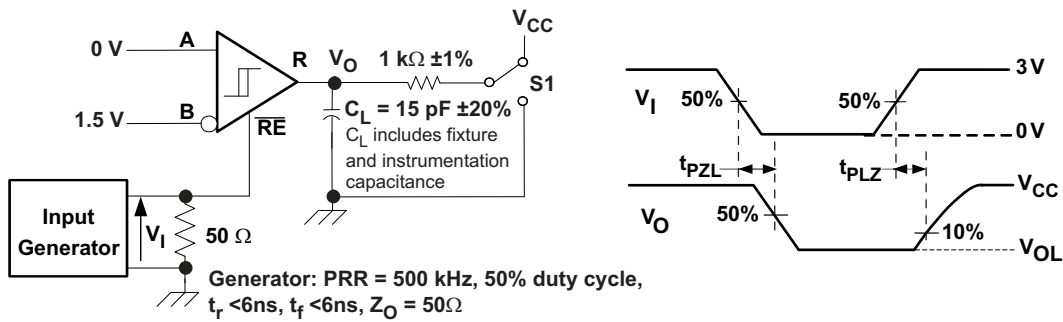 V_CC
0 V
A
R
V_O
1 kΩ ±1%
S1
1.5 V
B
R̅E̅
C_L = 15 pF ±20%
C_L includes fixture
and instrumentation
capacitance
Input
Generator
V_I
50 Ω
Generator: PRR = 500 kHz, 50% duty cycle,
t_r <6ns, t_f <6ns, Z_O = 50Ω
3 V
V_I
50%
50%
0 V
t_PZL
t_PLZ
V_CC
V_O
50%
10%
V_OL